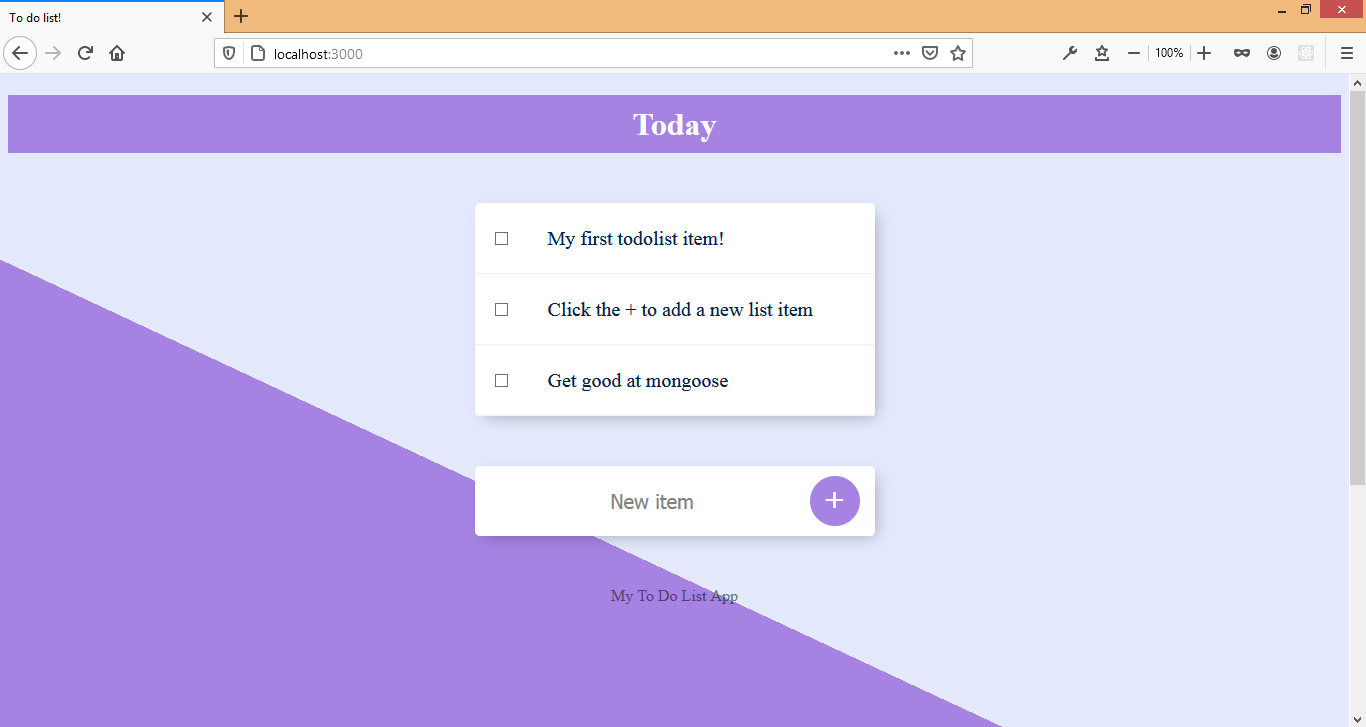 To do list!
localhost:3000
100%
Today
My first todolist item!
Click the + to add a new list item
Get good at mongoose
New item
+
My To Do List App